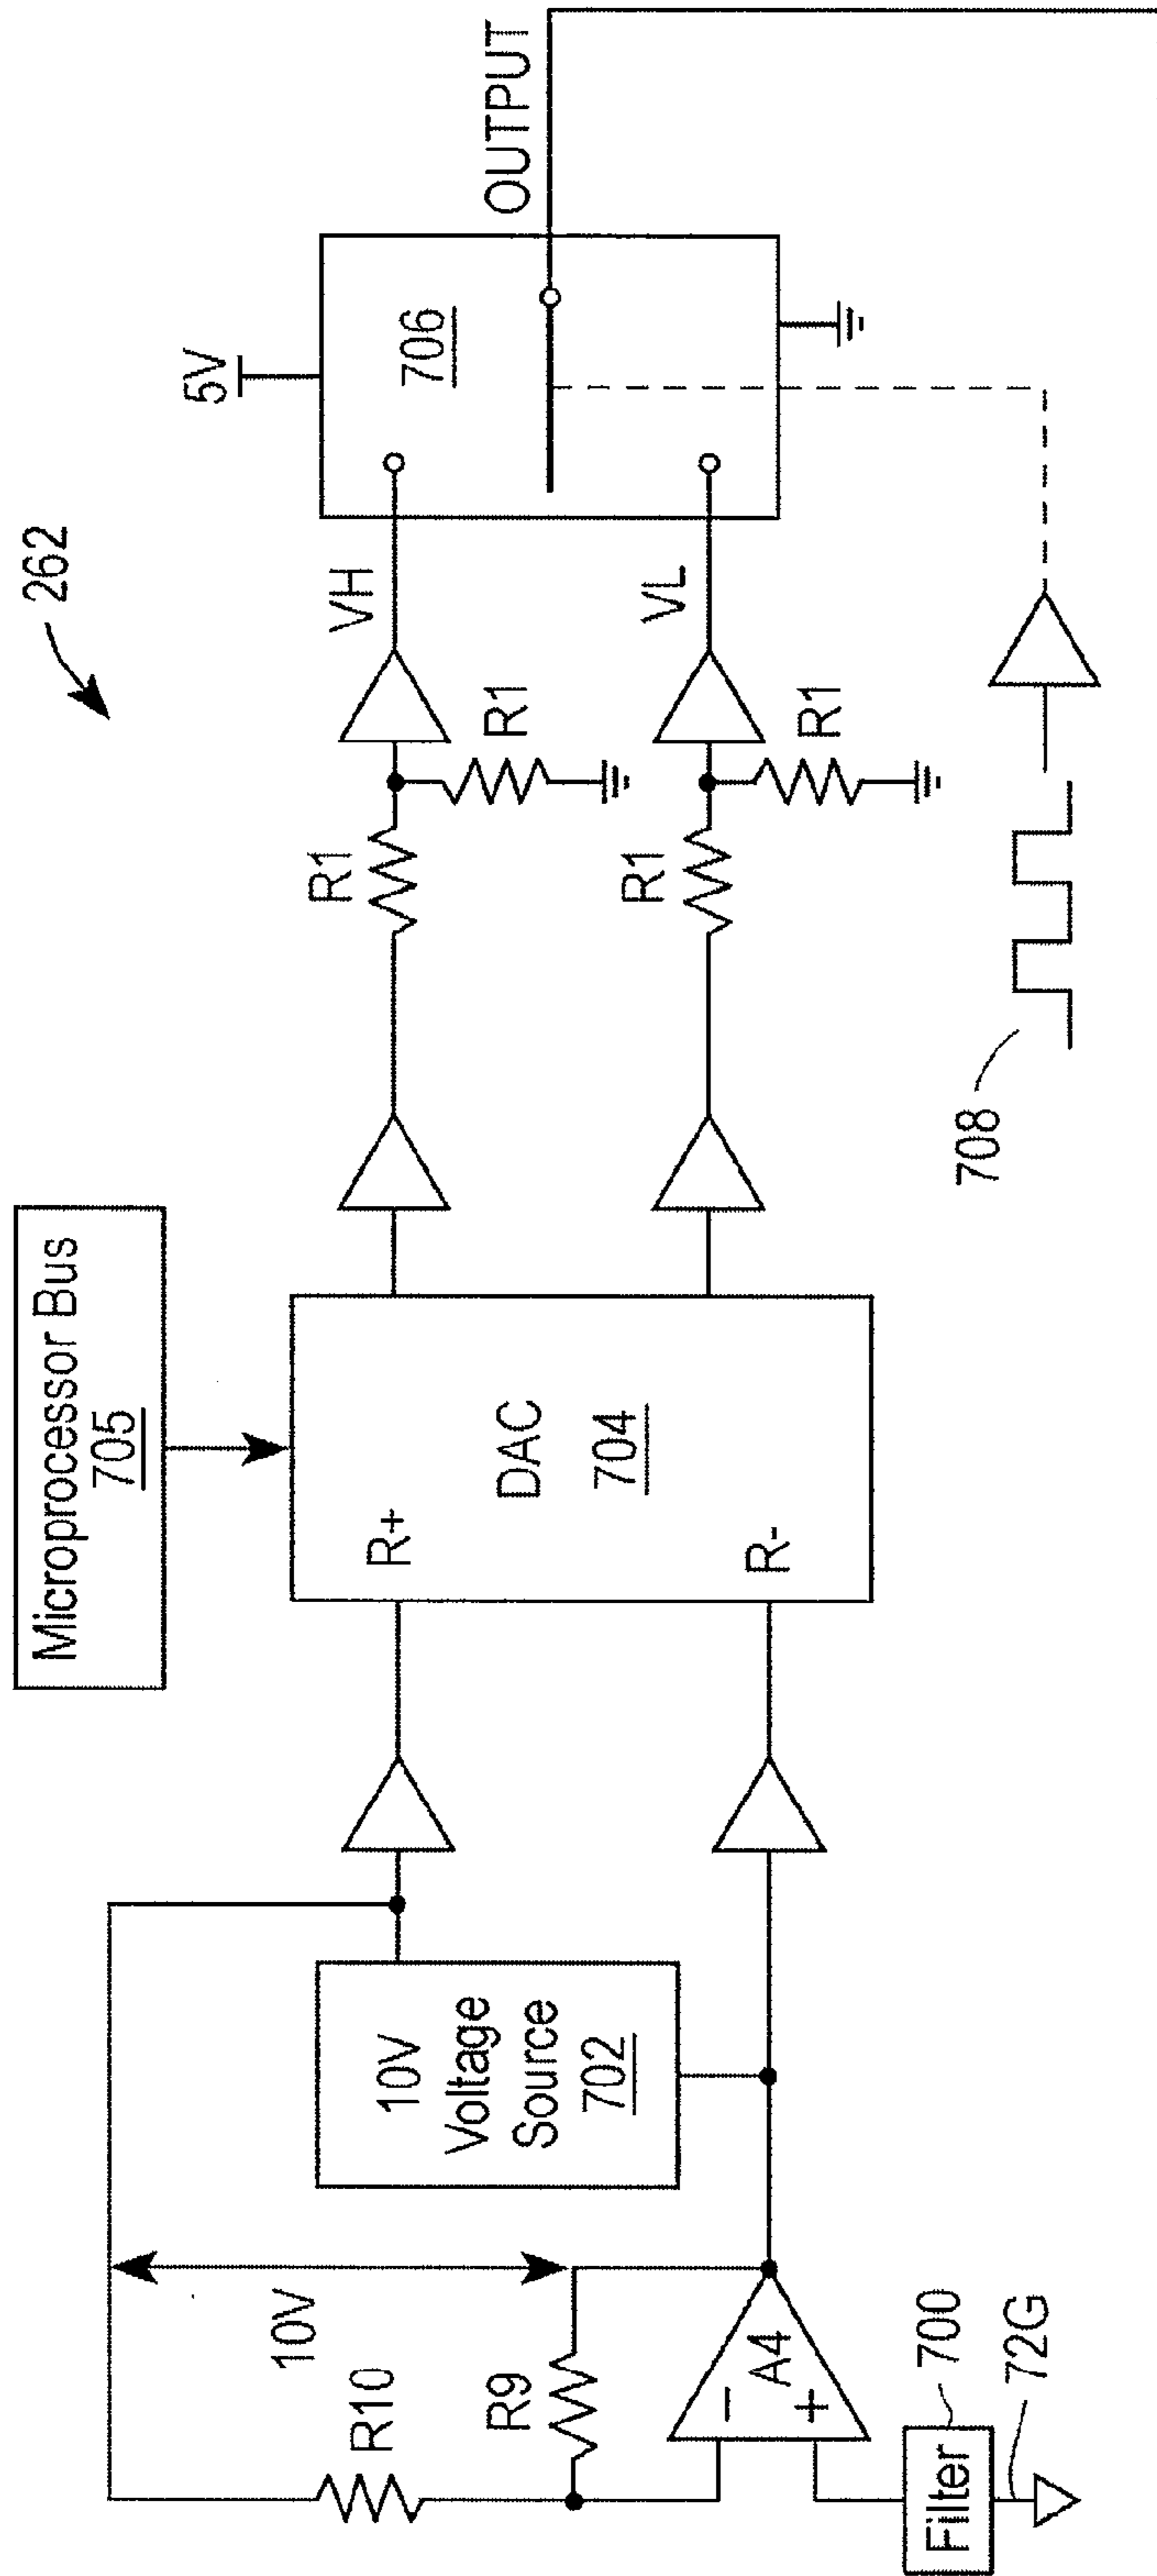 262
Microprocessor Bus
705
5V
OUTPUT
706
VH
VL
R1
R1
R1
R1
R+
R-
DAC
704
10V
Voltage
Source
702
10V
R10
R9
A4
−
+
Filter
700
72G
708